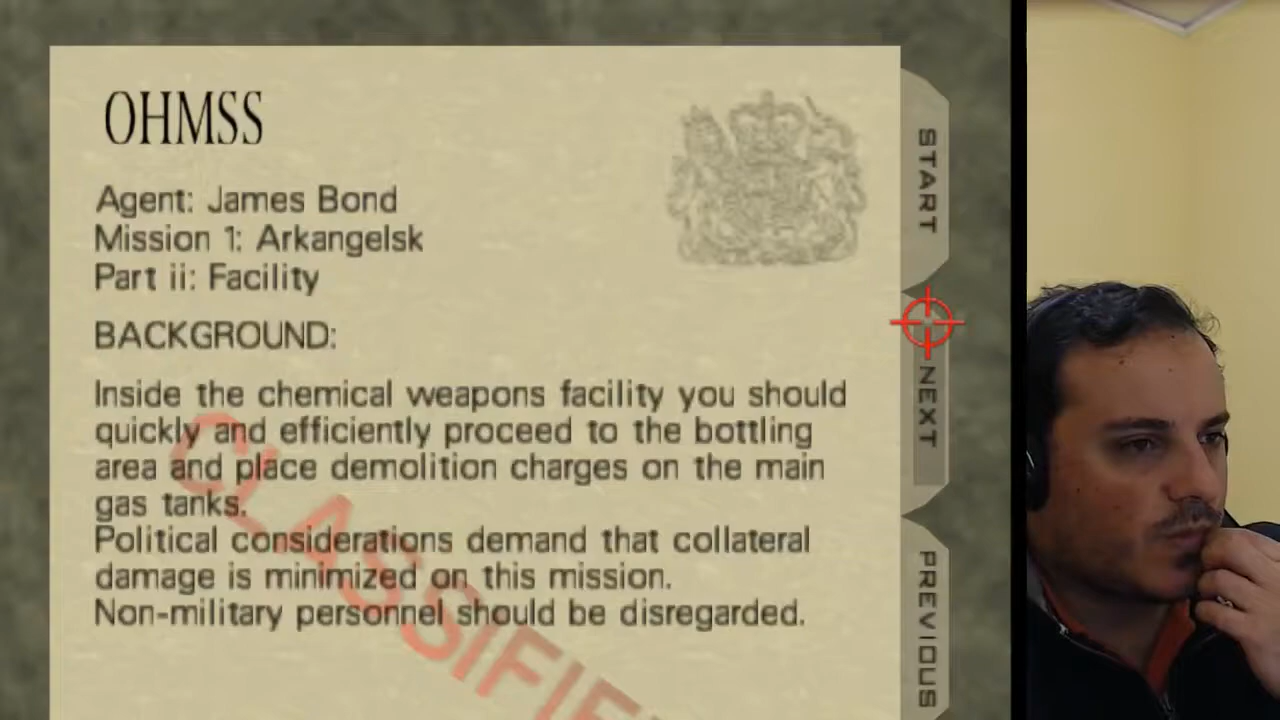 OHMSS
Agent: James Bond
Mission 1: Arkangelsk
Part ii: Facility
BACKGROUND:
Inside the chemical weapons facility you should
quickly and efficiently proceed to the bottling
area and place demolition charges on the main
gas tanks.
Political considerations demand that collateral
damage is minimized on this mission.
Non-military personnel should be disregarded.
CLASSIFIE
START
NEXT
PREVIOUS